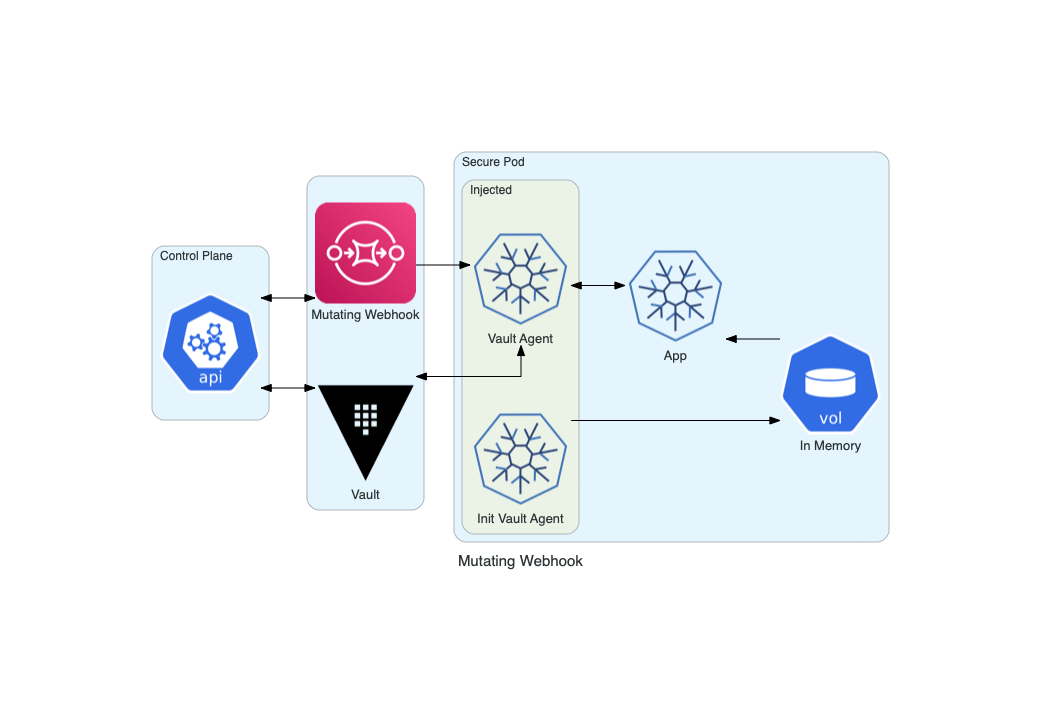 Secure Pod
Injected
Control Plane
api
Mutating Webhook
Vault
Vault Agent
Init Vault Agent
App
vol
In Memory
Mutating Webhook